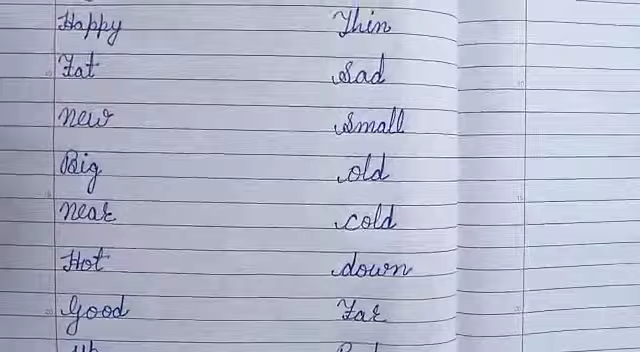 Happy Thin
Fat Sad
New Small
Big old
Near cold
Hot down
Good Far